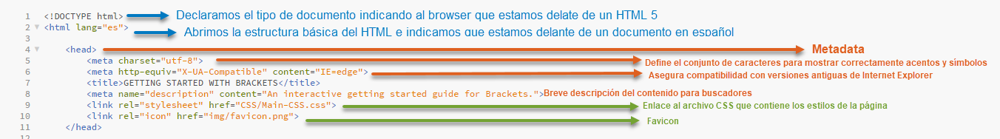 1 <!DOCTYPE html> Declaramos el tipo de documento indicando al browser que estamos delate de un HTML 5
2 <html lang="es"> Abrimos la estructura básica del HTML e indicamos que estamos delante de un documento en español
3
4 <head> Metadata
5 <meta charset="utf-8"> Define el conjunto de caracteres para mostrar correctamente acentos y símbolos
6 <meta http-equiv="X-UA-Compatible" content="IE=edge"> Asegura compatibilidad con versiones antiguas de Internet Explorer
7 <title>GETTING STARTED WITH BRACKETS</title>
8 <meta name="description" content="An interactive getting started guide for Brackets."> Breve descripción del contenido para buscadores
9 <link rel="stylesheet" href="CSS/Main-CSS.css"> Enlace al archivo CSS que contiene los estilos de la página
10 <link rel="icon" href="img/favicon.png"> Favicon
11 </head>
12